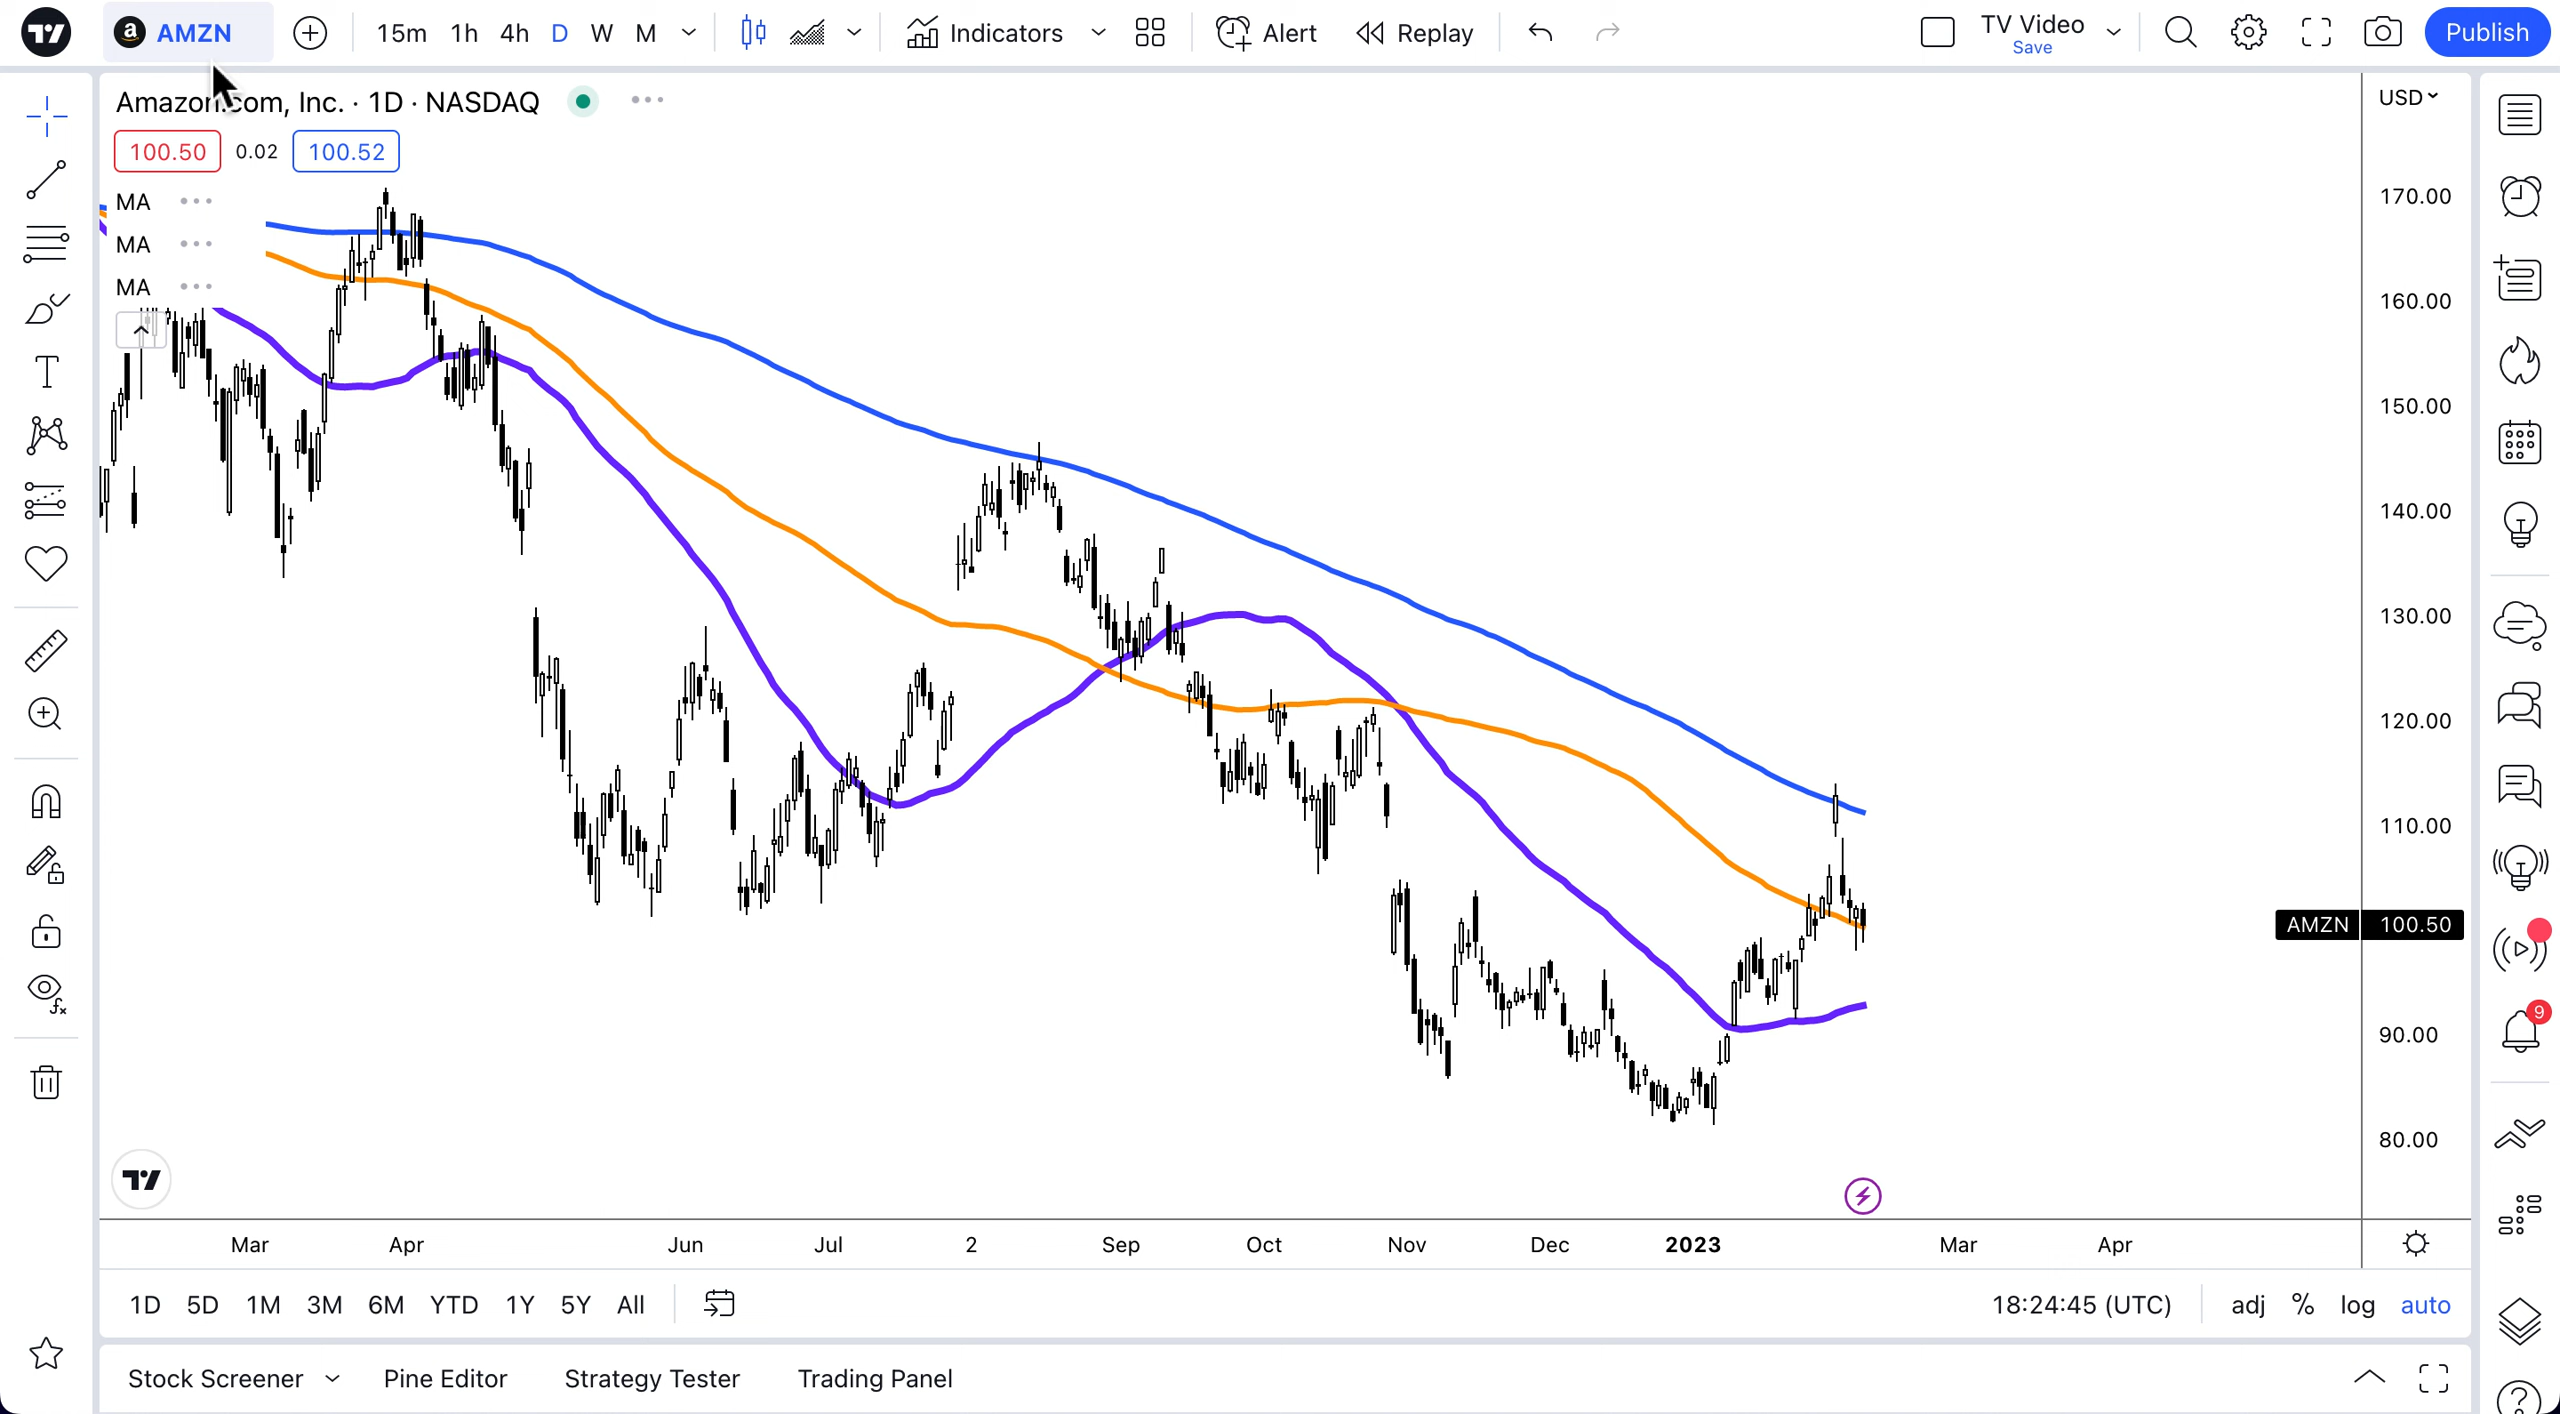 AMZN 15m 1h 4h D W M Indicators Alert Replay TV Video Save Publish
Amazon.com, Inc. · 1D · NASDAQ
USD
100.50 0.02 100.52
MA
MA
MA
170.00
160.00
150.00
140.00
130.00
120.00
110.00
AMZN 100.50
90.00
80.00
9
Mar Apr Jun Jul 2 Sep Oct Nov Dec 2023 Mar Apr
1D 5D 1M 3M 6M YTD 1Y 5Y All 18:24:45 (UTC) adj % log auto
Stock Screener Pine Editor Strategy Tester Trading Panel